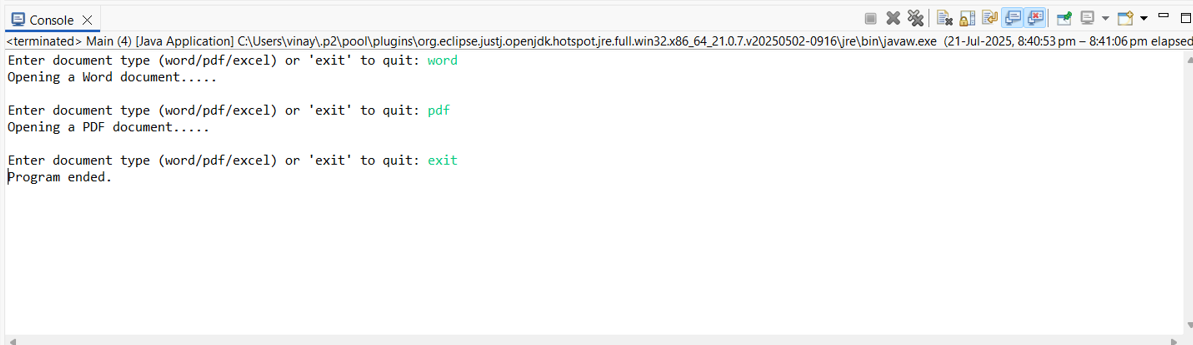 Console
<terminated> Main (4) [Java Application] C:\Users\vinay\.p2\pool\plugins\org.eclipse.justj.openjdk.hotspot.jre.full.win32.x86_64_21.0.7.v20250502-0916\jre\bin\javaw.exe (21-Jul-2025, 8:40:53 pm – 8:41:06 pm elapsed
Enter document type (word/pdf/excel) or 'exit' to quit: word
Opening a Word document.....
Enter document type (word/pdf/excel) or 'exit' to quit: pdf
Opening a PDF document.....
Enter document type (word/pdf/excel) or 'exit' to quit: exit
Program ended.